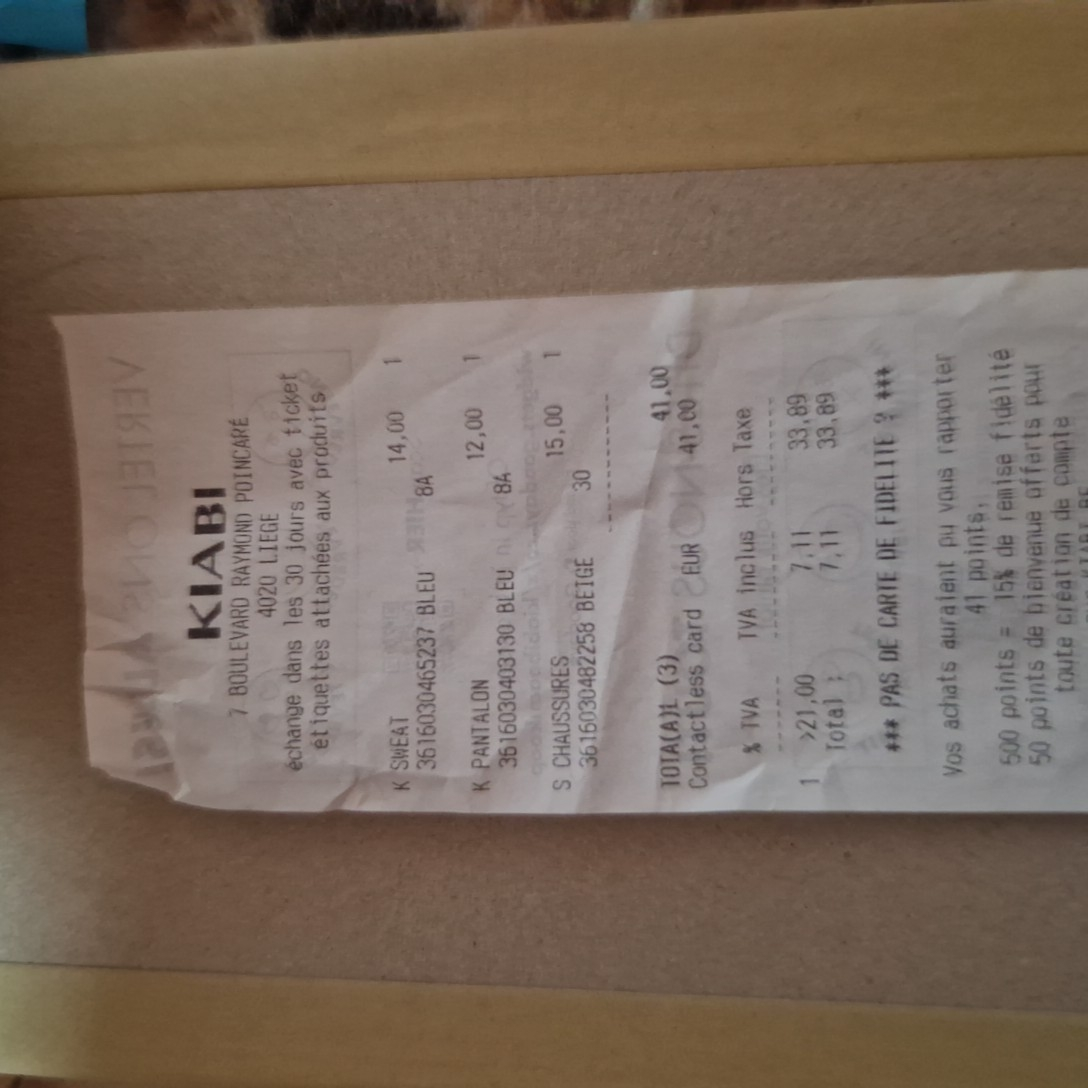 KIABI
7 BOULEVARD RAYMOND POINCARÉ
4020 LIEGE
échange dans les 30 jours avec ticket
étiquettes attachées aux produits
K SWEAT 14,00 1
3616030465237 BLEU 8A
K PANTALON 12,00 1
3616030403130 BLEU 8A
S CHAUSSURES 15,00 1
3616030482258 BEIGE 30
TOTA(A)L (3) 41,00
Contactless card EUR 41,00
% TVA TVA inclus Hors Taxe
1 >21,00 7,11 33,89
Total : 7,11 33,89
*** PAS DE CARTE DE FIDELITE ? ***
Vos achats auraient pu vous rapporter
41 points,
500 points = 15% de remise fidélité
50 points de bienvenue offerts pour
toute création de compte